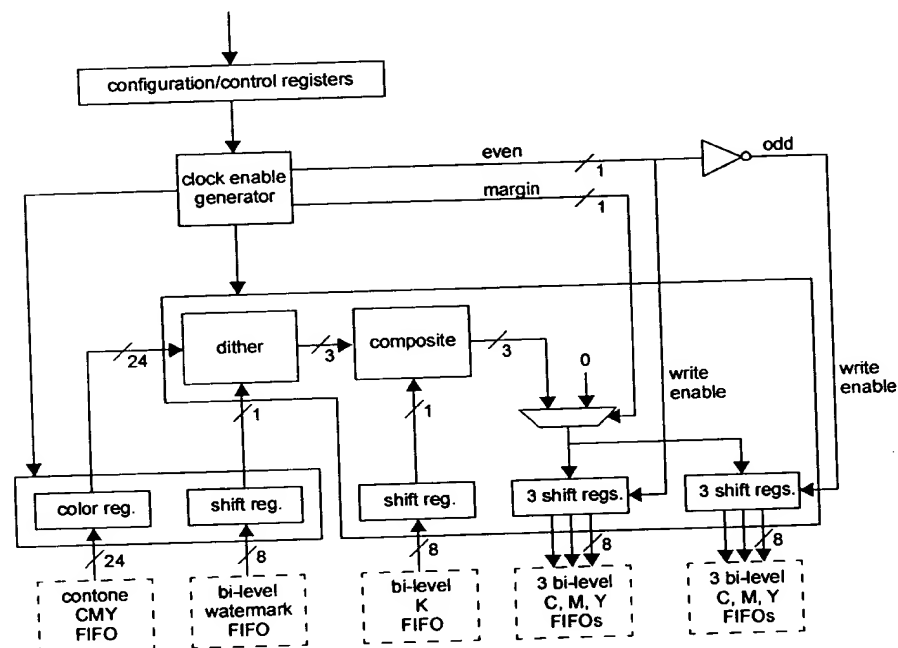 configuration/control registers
even
1
odd
clock enable
generator
margin
1
24
dither
3
composite
3
0
write
enable
write
enable
1
1
color reg.
shift reg.
shift reg.
3 shift regs.
3 shift regs.
24
8
8
8
8
contone
CMY
FIFO
bi-level
watermark
FIFO
bi-level
K
FIFO
3 bi-level
C, M, Y
FIFOs
3 bi-level
C, M, Y
FIFOs